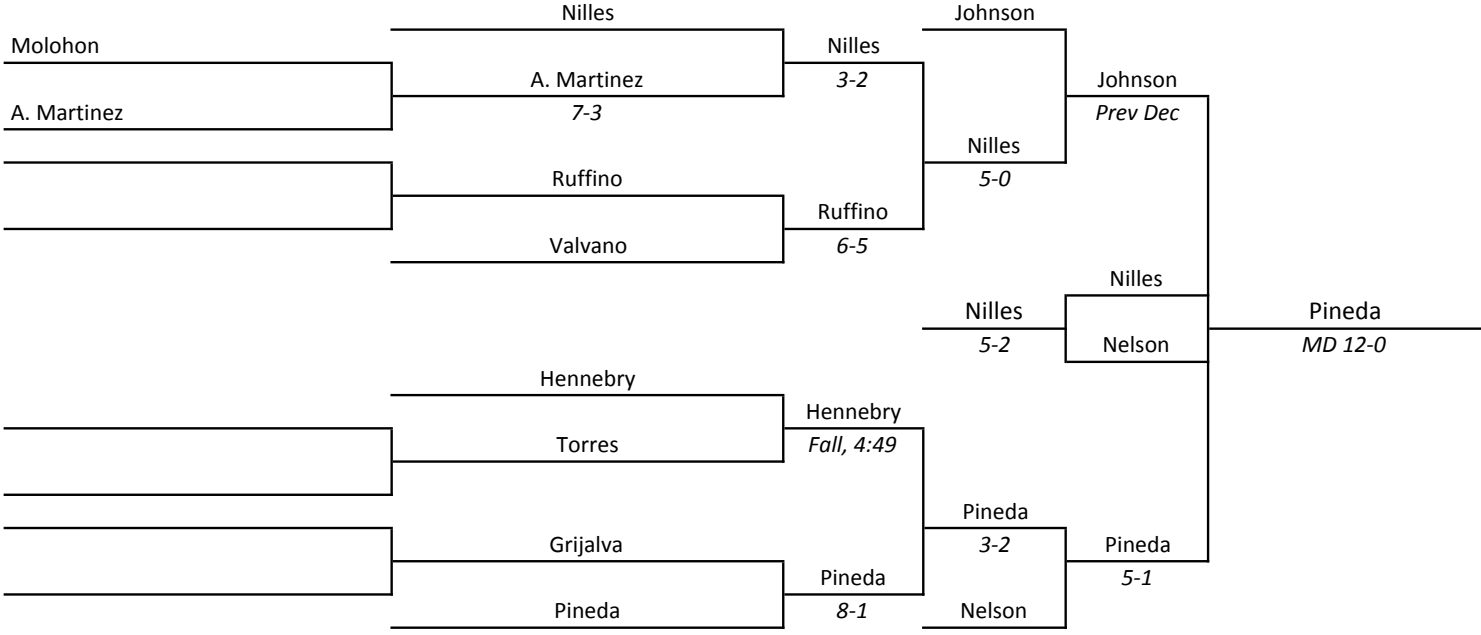 Nilles
Johnson
Molohon
Nilles
A. Martinez
3-2
Johnson
A. Martinez
7-3
Prev Dec
Nilles
Ruffino
5-0
Ruffino
Valvano
6-5
Nilles
Nilles
Pineda
5-2
Nelson
MD 12-0
Hennebry
Hennebry
Torres
Fall, 4:49
Pineda
Grijalva
3-2
Pineda
Pineda
5-1
Pineda
8-1
Nelson